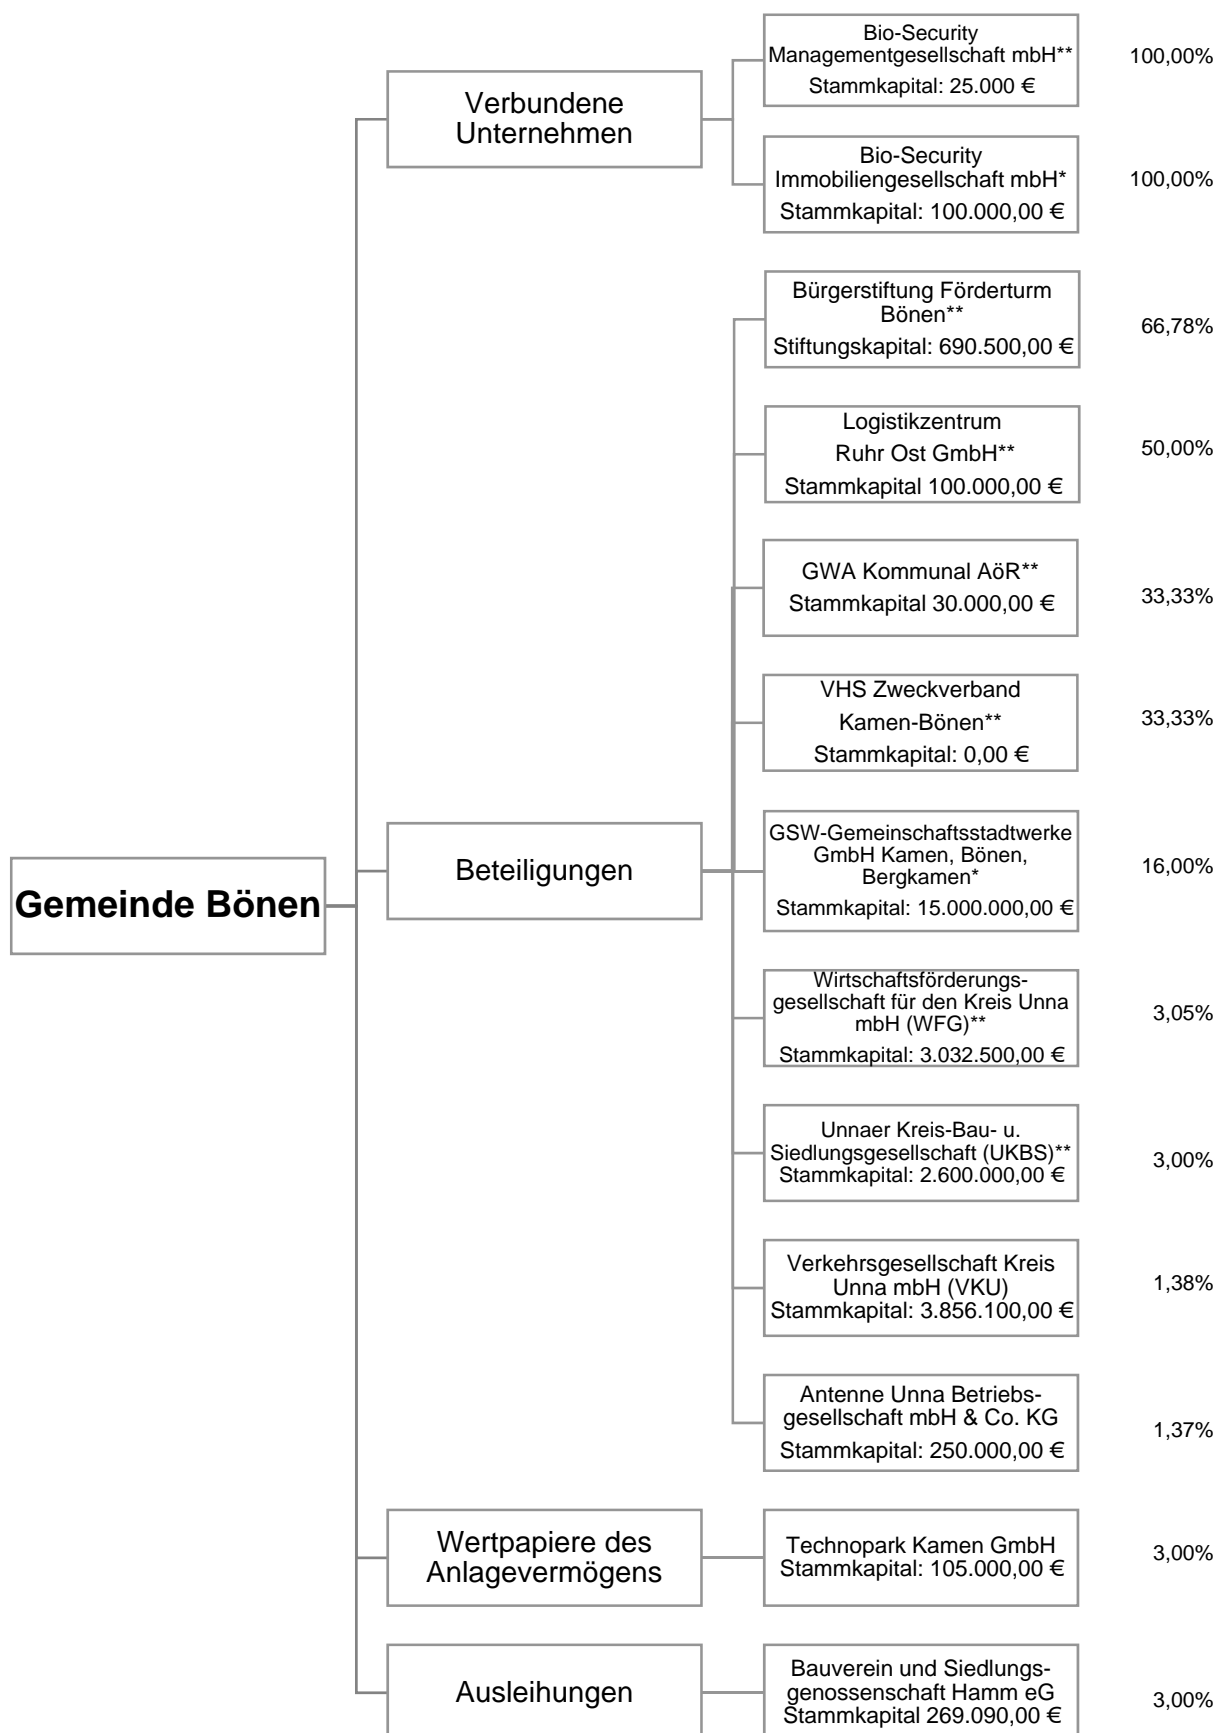 Gemeinde Bönen
Verbundene
Unternehmen
Bio-Security
Managementgesellschaft mbH**
Stammkapital: 25.000 €
100,00%
Bio-Security
Immobiliengesellschaft mbH*
Stammkapital: 100.000,00 €
100,00%
Beteiligungen
Bürgerstiftung Förderturm
Bönen**
Stiftungskapital: 690.500,00 €
66,78%
Logistikzentrum
Ruhr Ost GmbH**
Stammkapital 100.000,00 €
50,00%
GWA Kommunal AöR**
Stammkapital 30.000,00 €
33,33%
VHS Zweckverband
Kamen-Bönen**
Stammkapital: 0,00 €
33,33%
GSW-Gemeinschaftsstadtwerke
GmbH Kamen, Bönen,
Bergkamen*
Stammkapital: 15.000.000,00 €
16,00%
Wirtschaftsförderungs-
gesellschaft für den Kreis Unna
mbH (WFG)**
Stammkapital: 3.032.500,00 €
3,05%
Unnaer Kreis-Bau- u.
Siedlungsgesellschaft (UKBS)**
Stammkapital: 2.600.000,00 €
3,00%
Verkehrsgesellschaft Kreis
Unna mbH (VKU)
Stammkapital: 3.856.100,00 €
1,38%
Antenne Unna Betriebs-
gesellschaft mbH & Co. KG
Stammkapital: 250.000,00 €
1,37%
Wertpapiere des
Anlagevermögens
Technopark Kamen GmbH
Stammkapital: 105.000,00 €
3,00%
Ausleihungen
Bauverein und Siedlungs-
genossenschaft Hamm eG
Stammkapital 269.090,00 €
3,00%